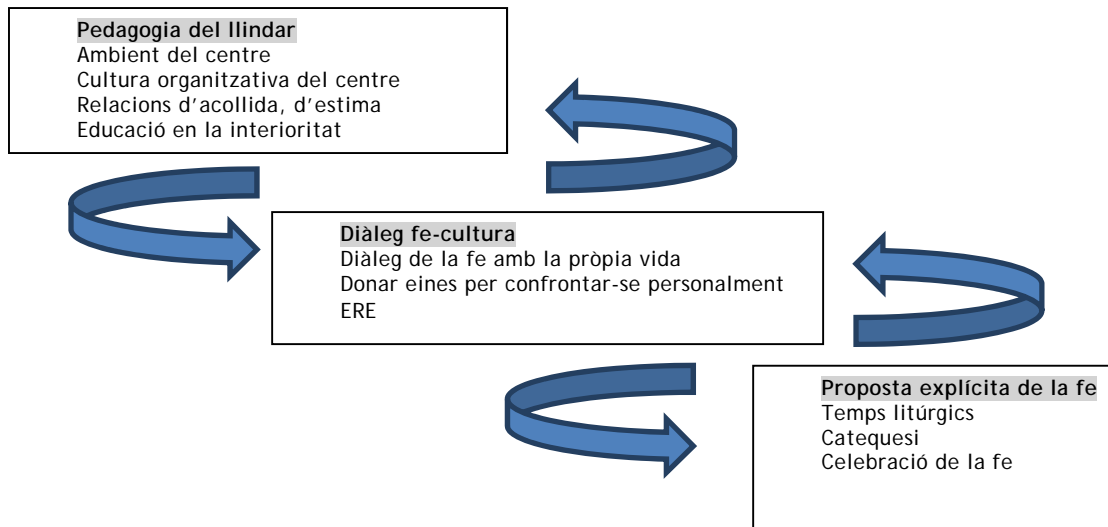 Pedagogia del llindar
Ambient del centre
Cultura organitzativa del centre
Relacions d'acollida, d'estima
Educació en la interioritat
Diàleg fe-cultura
Diàleg de la fe amb la pròpia vida
Donar eines per confrontar-se personalment
ERE
Proposta explícita de la fe
Temps litúrgics
Catequesi
Celebració de la fe